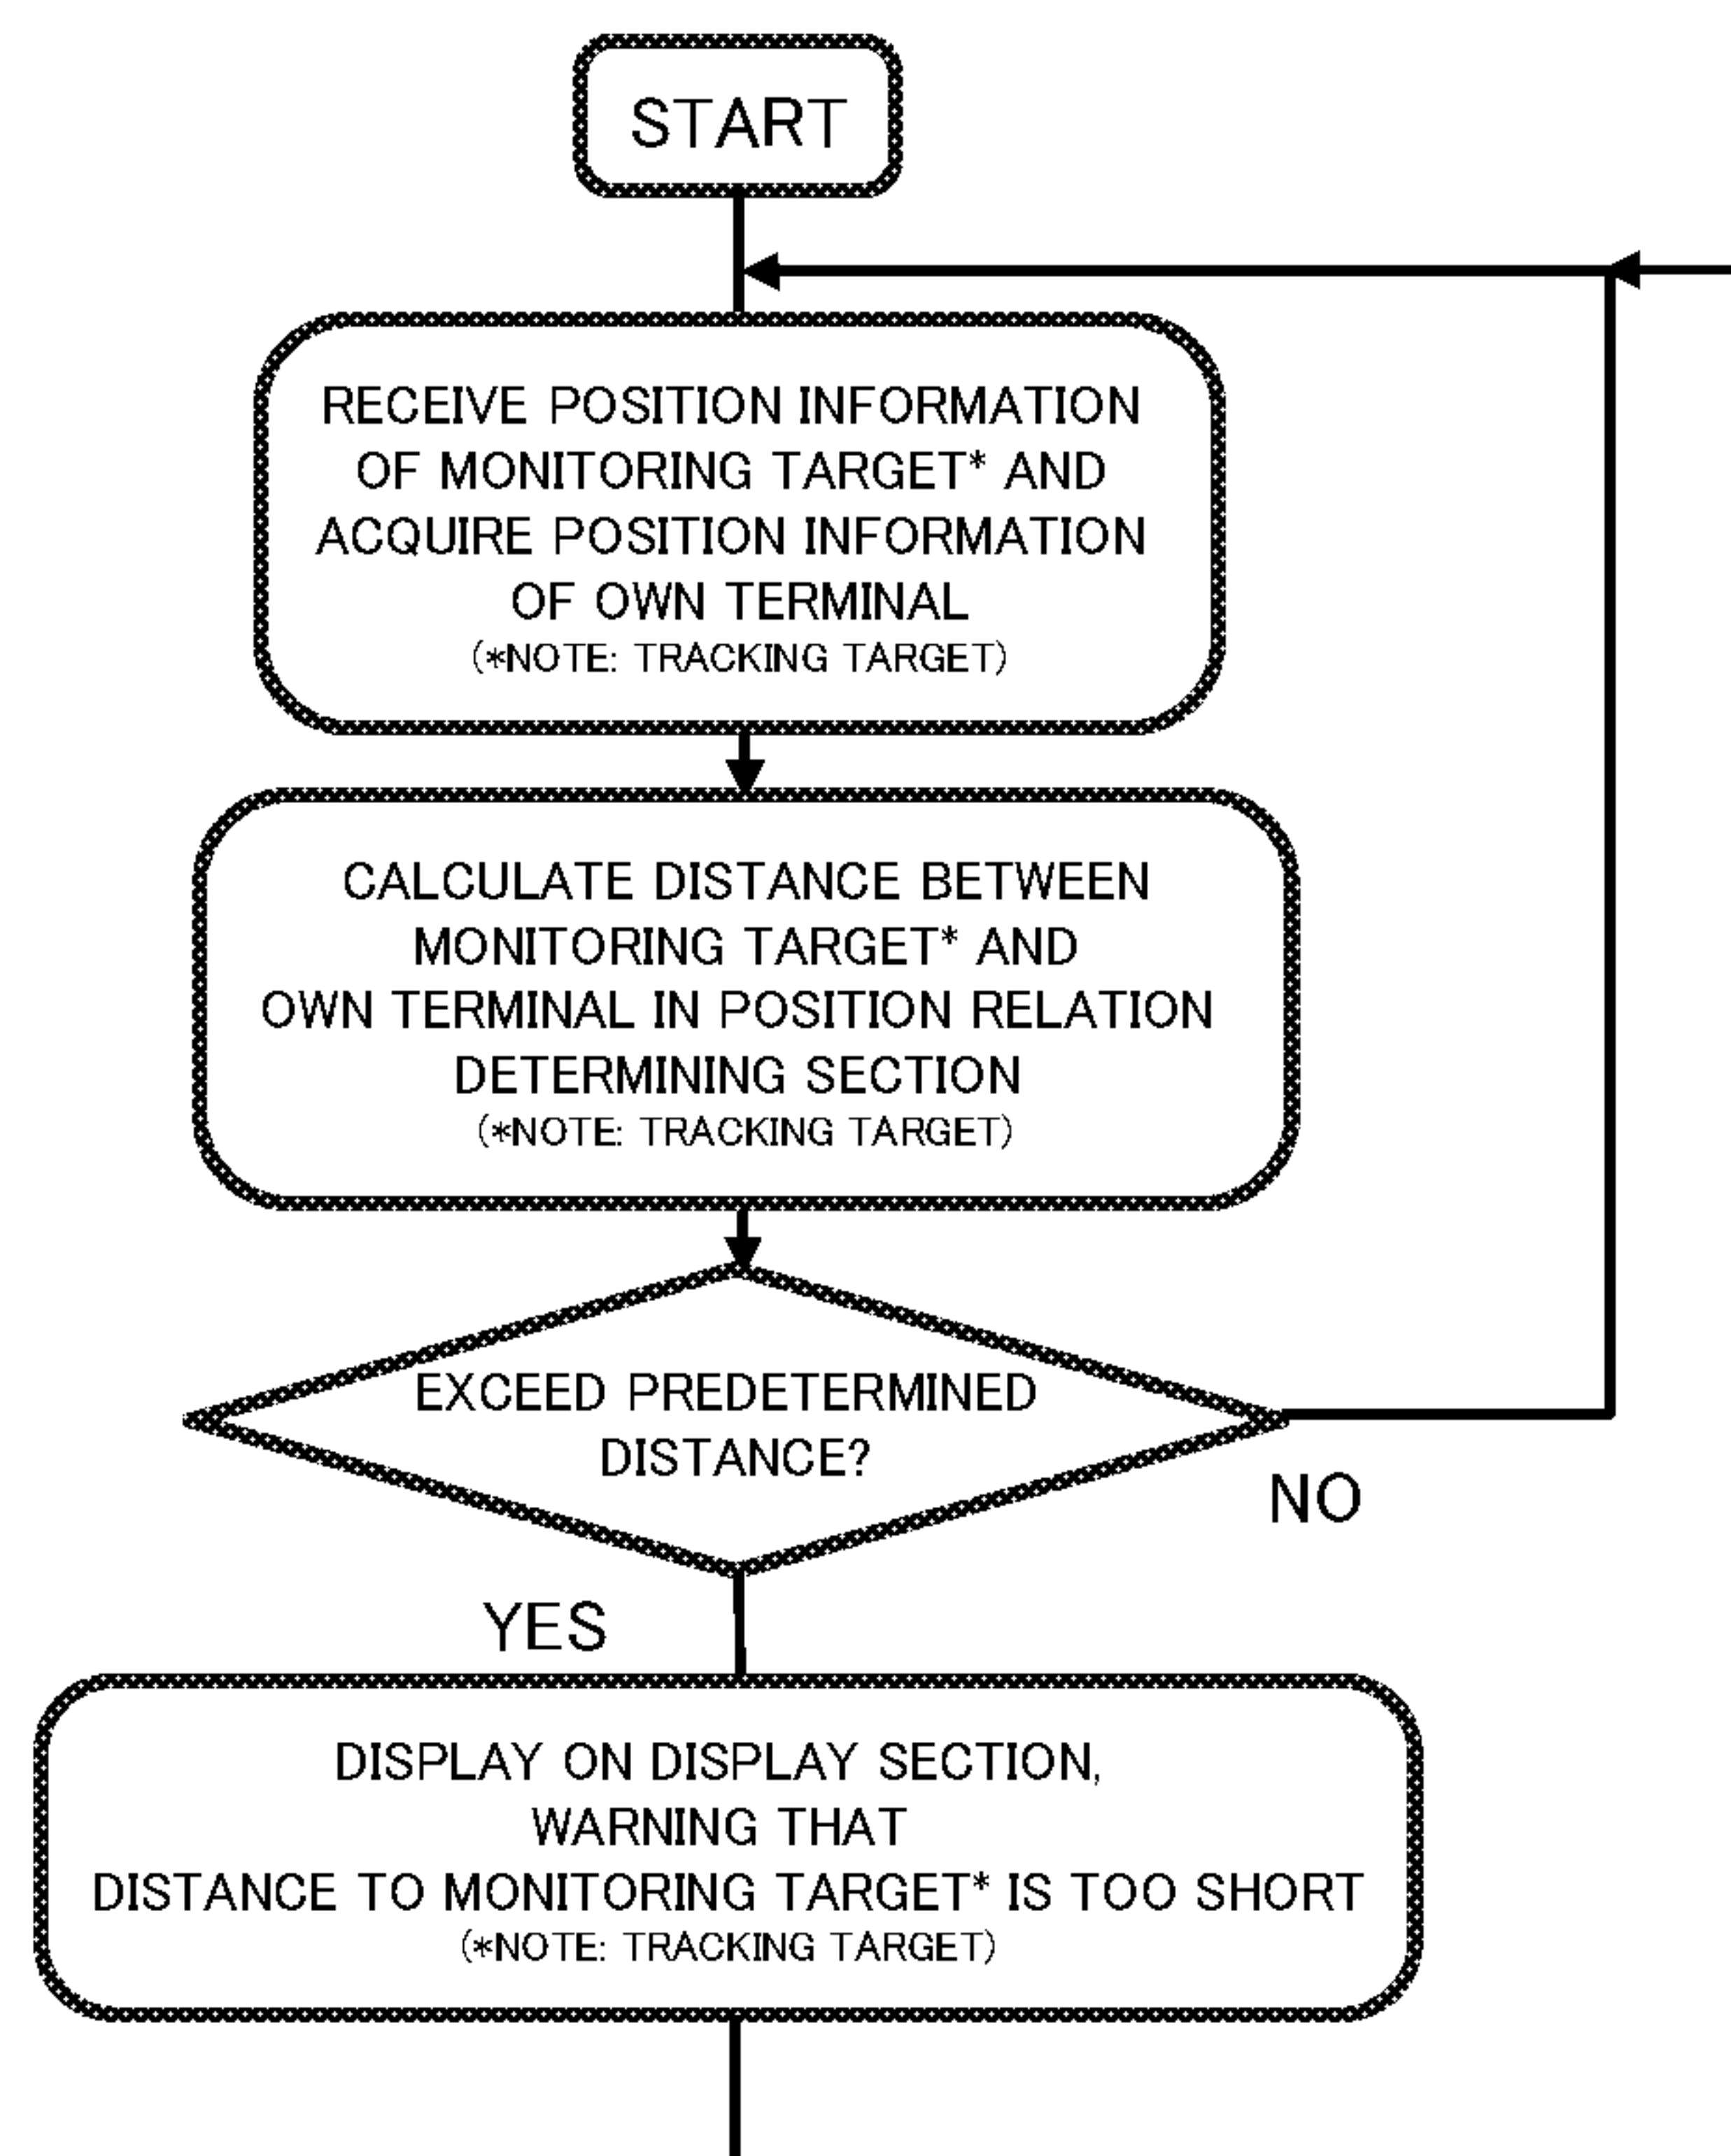 START
RECEIVE POSITION INFORMATION
OF MONITORING TARGET* AND
ACQUIRE POSITION INFORMATION
OF OWN TERMINAL
(*NOTE: TRACKING TARGET)
CALCULATE DISTANCE BETWEEN
MONITORING TARGET* AND
OWN TERMINAL IN POSITION RELATION
DETERMINING SECTION
(*NOTE: TRACKING TARGET)
EXCEED PREDETERMINED
DISTANCE?
NO
YES
DISPLAY ON DISPLAY SECTION,
WARNING THAT
DISTANCE TO MONITORING TARGET* IS TOO SHORT
(*NOTE: TRACKING TARGET)